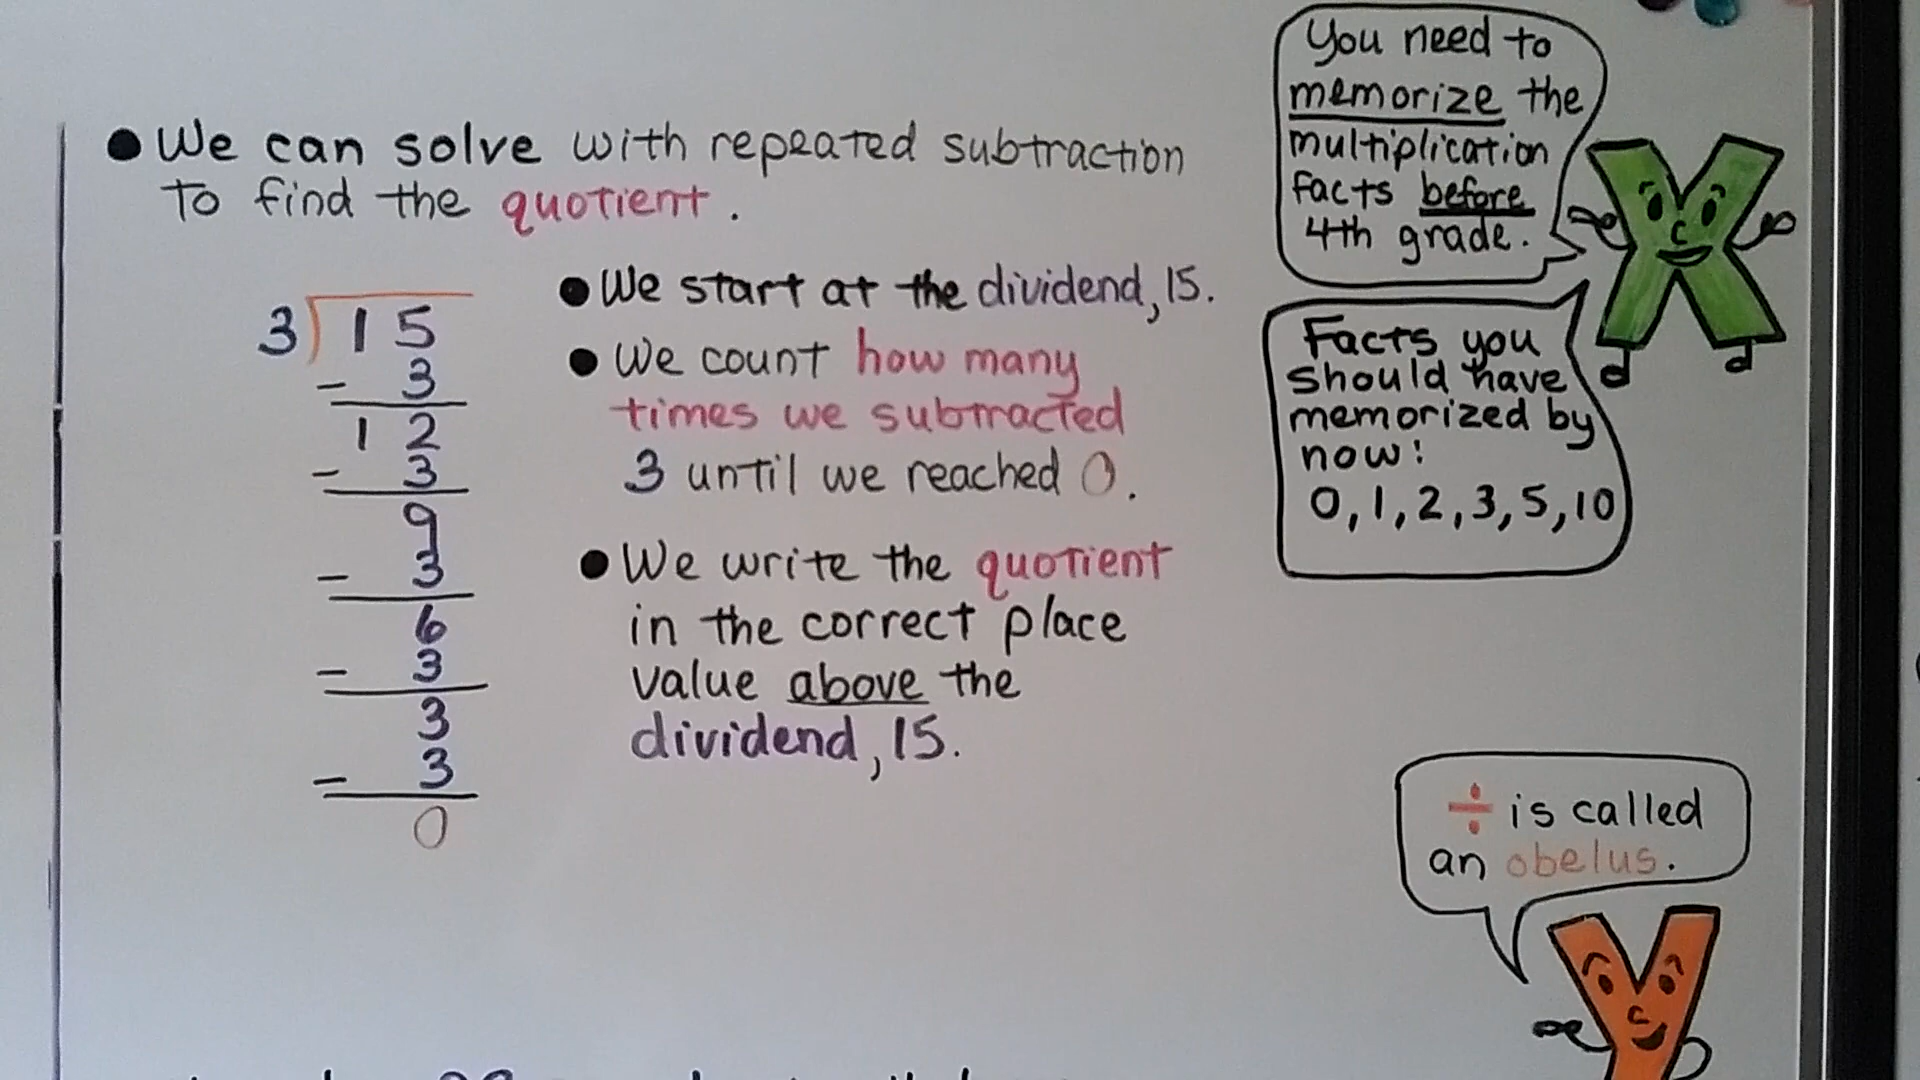 • We can solve with repeated subtraction
to find the quotient.
3)15
- 3
12
- 3
9
- 3
6
- 3
3
- 3
0
• We start at the dividend, 15.
• We count how many
times we subtracted
3 until we reached 0.
• We write the quotient
in the correct place
value above the
dividend, 15.
You need to
memorize the
multiplication
facts before
4th grade.
Facts you
should have
memorized by
now!
0, 1, 2, 3, 5, 10
÷ is called
an obelus.